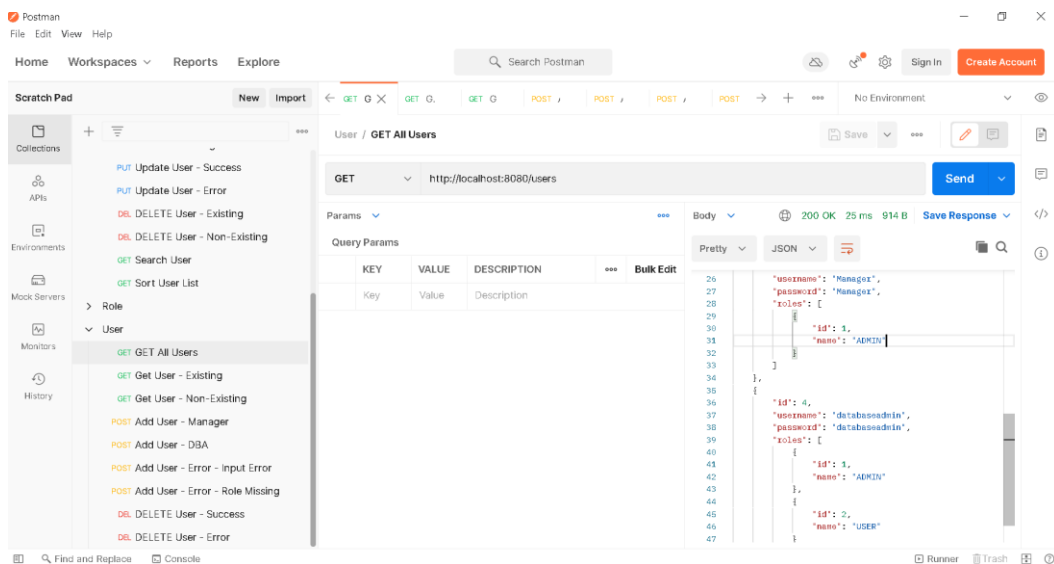 Postman
File Edit View Help
Home Workspaces Reports Explore
Search Postman
Sign In
Create Account
Scratch Pad
New Import
GET G
GET G.
GET G
POST
POST
POST
POST
No Environment
Collections
APIs
Environments
Mock Servers
Monitors
History
PUT Update User - Success
PUT Update User - Error
DEL DELETE User - Existing
DEL DELETE User - Non-Existing
GET Search User
GET Sort User List
Role
User
GET GET All Users
GET Get User - Existing
GET Get User - Non-Existing
POST Add User - Manager
POST Add User - DBA
POST Add User - Error - Input Error
POST Add User - Error - Role Missing
DEL DELETE User - Success
DEL DELETE User - Error
User / GET All Users
Save
GET
http://localhost:8080/users
Send
Params
Query Params
KEY VALUE DESCRIPTION Bulk Edit
Key Value Description
Body 200 OK 25 ms 914 B Save Response
Pretty JSON
26 "username": "Manager",
27 "password": "Manager",
28 "roles": [
29 {
30 "id": 1,
31 "name": "ADMIN"
32 }
33 ]
34 },
35 {
36 "id": 4,
37 "username": "databaseadmin",
38 "password": "databaseadmin",
39 "roles": [
40 {
41 "id": 1,
42 "name": "ADMIN"
43 },
44 {
45 "id": 2,
46 "name": "USER"
47 }
Find and Replace Console
Runner Trash